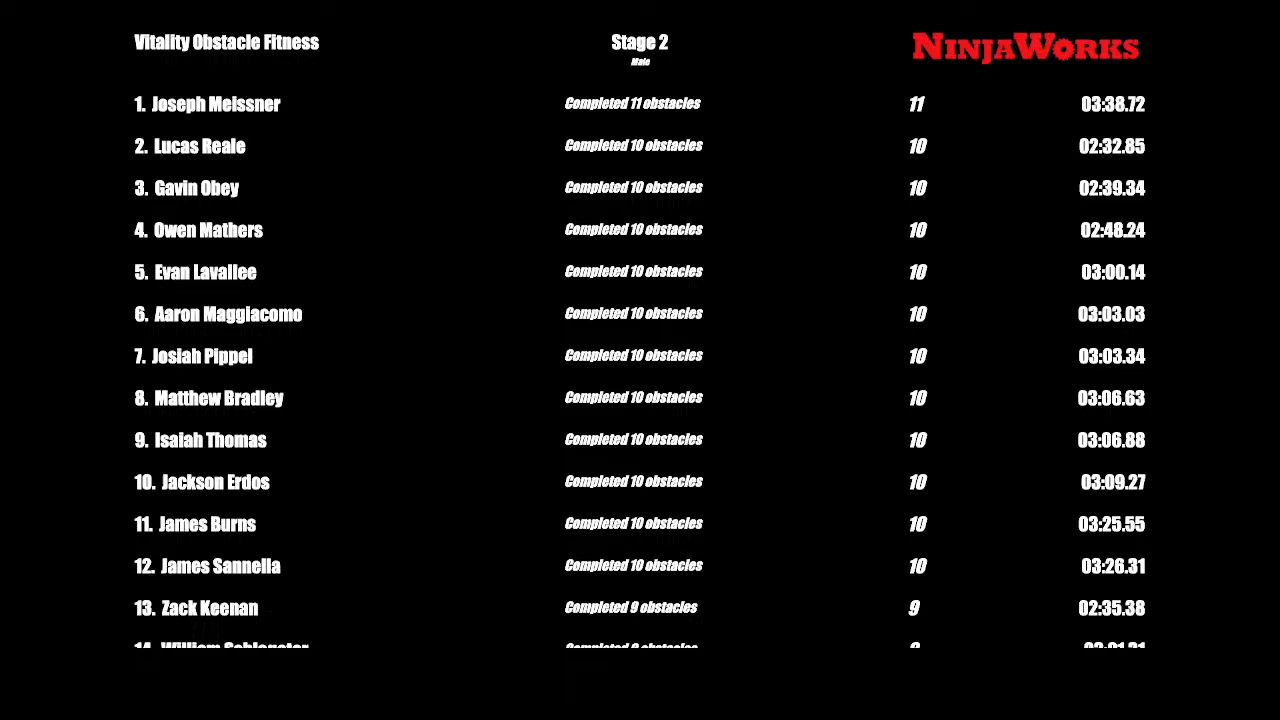 Vitality Obstacle Fitness Stage 2 NINJAWORKS
Male
1. Joseph Meissner Completed 11 obstacles 11 03:38.72
2. Lucas Reale Completed 10 obstacles 10 02:32.85
3. Gavin Obey Completed 10 obstacles 10 02:39.34
4. Owen Mathers Completed 10 obstacles 10 02:48.24
5. Evan Lavallee Completed 10 obstacles 10 03:00.14
6. Aaron Maggiacomo Completed 10 obstacles 10 03:03.03
7. Josiah Pippel Completed 10 obstacles 10 03:03.34
8. Matthew Bradley Completed 10 obstacles 10 03:06.63
9. Isaiah Thomas Completed 10 obstacles 10 03:06.88
10. Jackson Erdos Completed 10 obstacles 10 03:09.27
11. James Burns Completed 10 obstacles 10 03:25.55
12. James Sannella Completed 10 obstacles 10 03:26.31
13. Zack Keenan Completed 9 obstacles 9 02:35.38
14. William Completed 9 obstacles 9